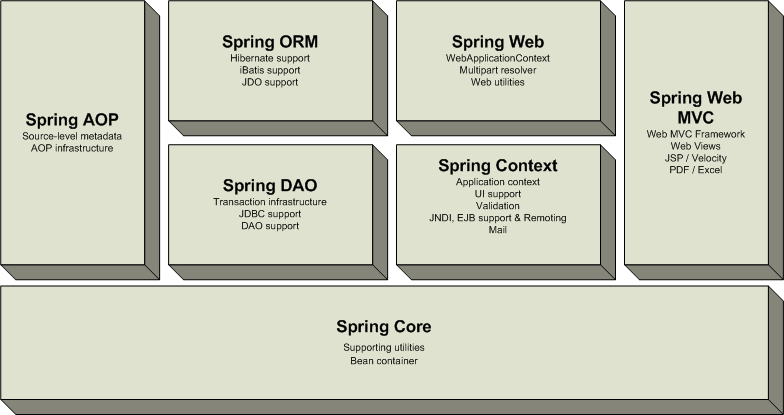 Spring AOP
Source-level metadata
AOP infrastructure
Spring ORM
Hibernate support
iBatis support
JDO support
Spring Web
WebApplicationContext
Multipart resolver
Web utilities
Spring Web
MVC
Web MVC Framework
Web Views
JSP / Velocity
PDF / Excel
Spring DAO
Transaction infrastructure
JDBC support
DAO support
Spring Context
Application context
UI support
Validation
JNDI, EJB support & Remoting
Mail
Spring Core
Supporting utilities
Bean container